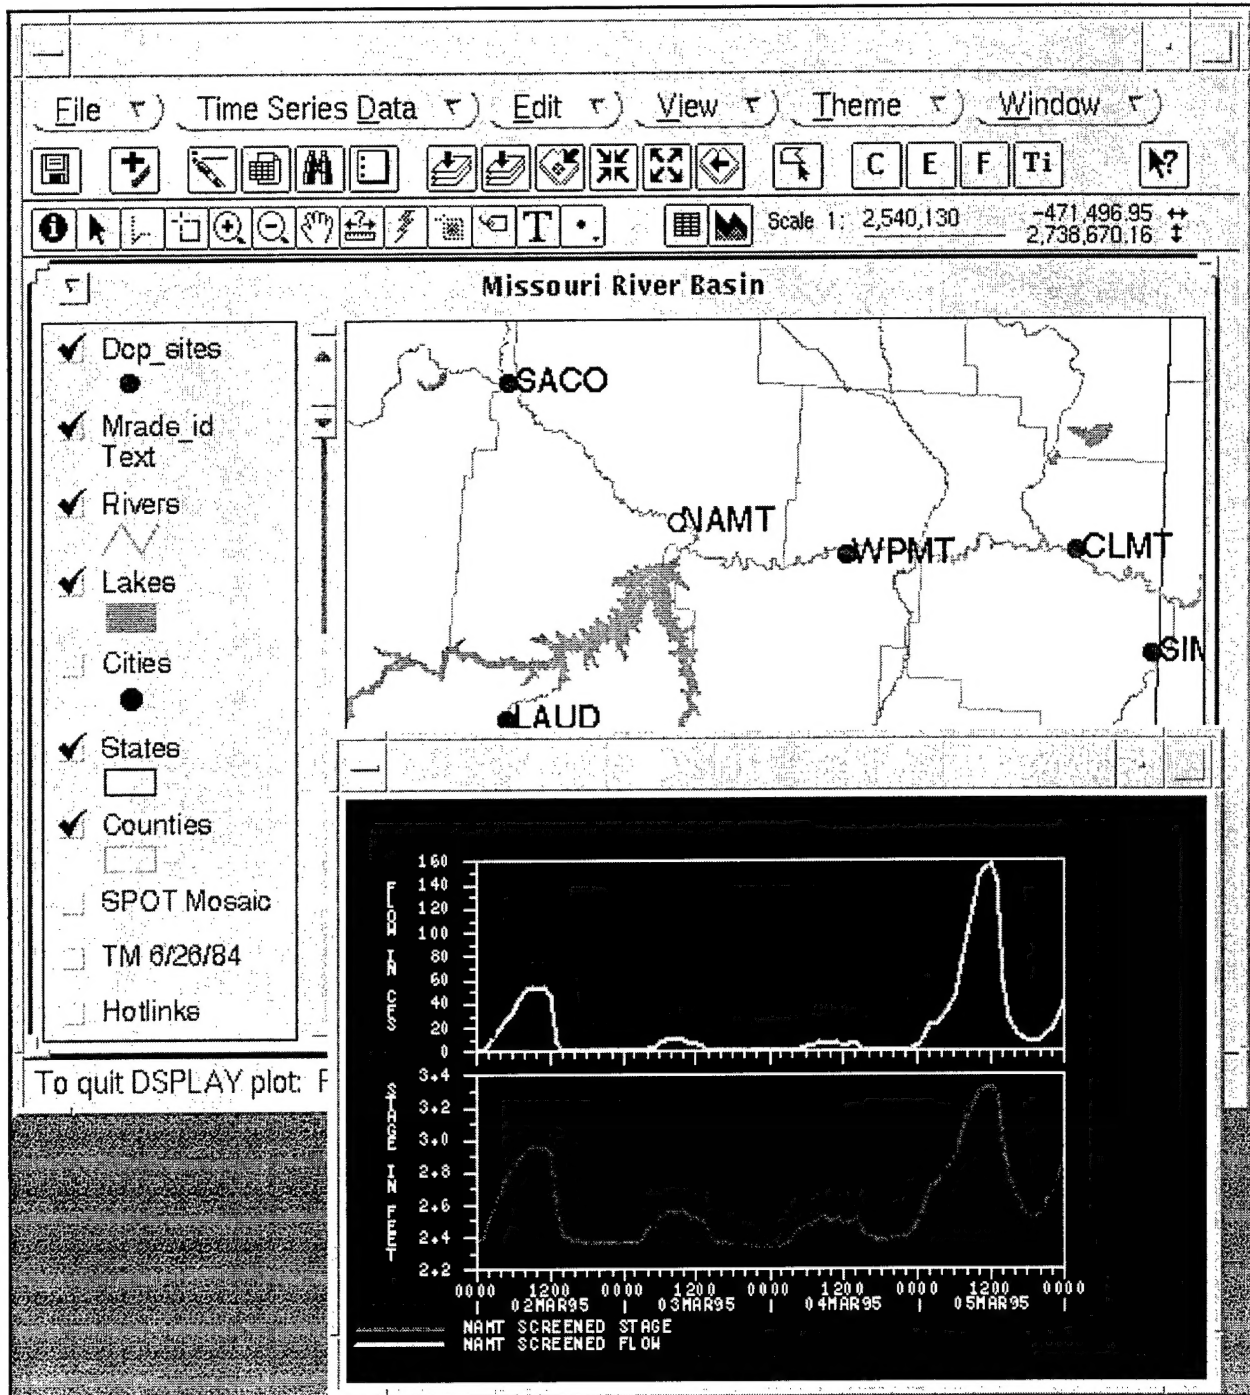 File Time Series Data Edit View Theme Window
C E F Ti ?
T Scale 1: 2,540,130 -471,496.95
2,738,670.16
Missouri River Basin
Dcp_sites
Mrads_id
Text
Rivers
Lakes
Cities
States
Counties
SPOT Mosaic
TM 6/26/84
Hotlinks
SACO
NAMT
WPMT
CLMT
SIM
LAUD
To quit DSPLAY plot:
FLOW IN CFS
160
140
120
100
80
60
40
20
0
STAGE IN FEET
3.4
3.2
3.0
2.8
2.6
2.4
2.2
0000 1200 0000 1200 0000 1200 0000 1200 0000
02MAR95 03MAR95 04MAR95 05MAR95
NAMT SCREENED STAGE
NAMT SCREENED FLOW